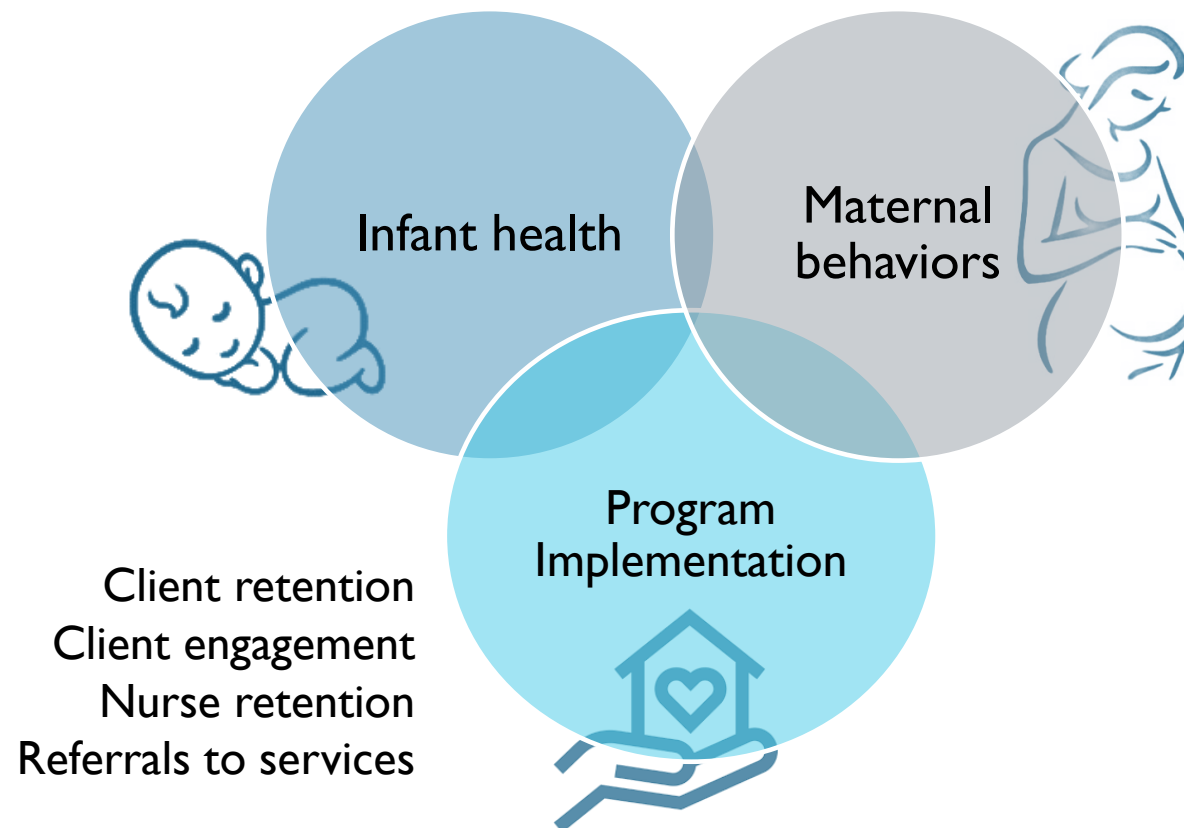 Infant health
Maternal
behaviors
Program
Implementation
Client retention
Client engagement
Nurse retention
Referrals to services